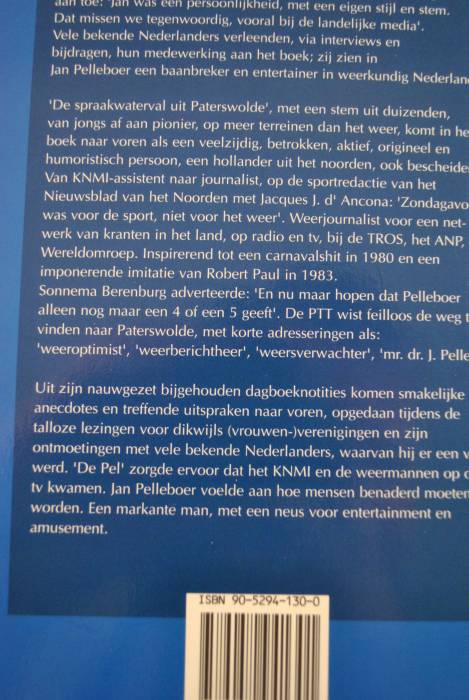 aan toe: 'Jan was een persoonlijkheid, met een eigen stijl en stem.
Dat missen we tegenwoordig, vooral bij de landelijke media'.
Vele bekende Nederlanders verleenden, via interviews en
bijdragen, hun medewerking aan het boek; zij zien in
Jan Pelleboer een baanbreker en entertainer in weerkundig Nederlan
'De spraakwaterval uit Paterswolde', met een stem uit duizenden,
van jongs af aan pionier, op meer terreinen dan het weer, komt in he
boek naar voren als een veelzijdig, betrokken, aktief, origineel en
humoristisch persoon, een hollander uit het noorden, ook bescheide
Van KNMI-assistent naar journalist, op de sportredactie van het
Nieuwsblad van het Noorden met Jacques J. d' Ancona: 'Zondagavo
was voor de sport, niet voor het weer'. Weerjournalist voor een net-
werk van kranten in het land, op radio en tv, bij de TROS, het ANP,
Wereldomroep. Inspirerend tot een carnavalshit in 1980 en een
imponerende imitatie van Robert Paul in 1983.
Sonnema Berenburg adverteerde: 'En nu maar hopen dat Pelleboer
alleen nog maar een 4 of een 5 geeft'. De PTT wist feilloos de weg t
vinden naar Paterswolde, met korte adresseringen als:
'weeroptimist', 'weerberichtheer', 'weersverwachter', 'mr. dr. J. Pelle
Uit zijn nauwgezet bijgehouden dagboeknotities komen smakelijke
anecdotes en treffende uitspraken naar voren, opgedaan tijdens de
talloze lezingen voor dikwijls (vrouwen-)verenigingen en zijn
ontmoetingen met vele bekende Nederlanders, waarvan hij er een v
werd. 'De Pel' zorgde ervoor dat het KNMI en de weermannen op d
tv kwamen. Jan Pelleboer voelde aan hoe mensen benaderd moeten
worden. Een markante man, met een neus voor entertainment en
amusement.
ISBN 90-5294-130-0